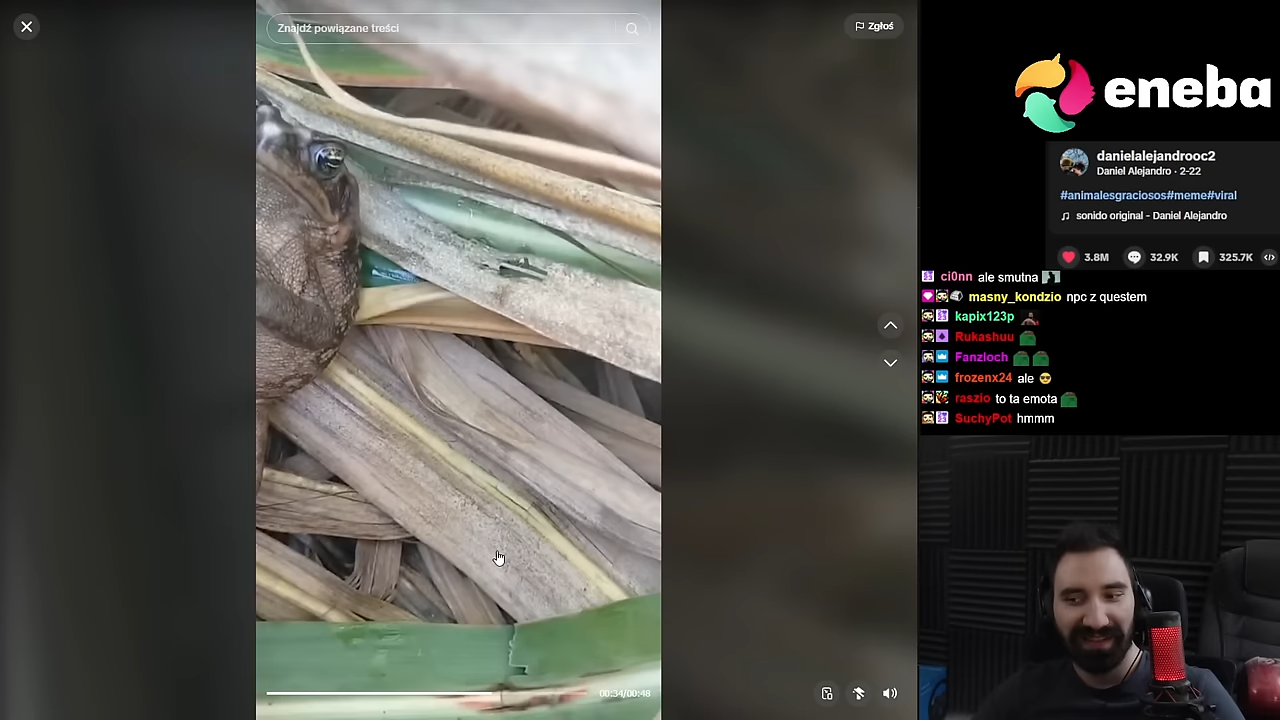 Znajdź powiązane treści
Zgłoś
eneba
danielalejandrooc2
Daniel Alejandro · 2-22
#animalesgraciosos#meme#viral
sonido original - Daniel Alejandro
3.8M
32.9K
325.7K
ci0nn ale smutna
masny_kondzio npc z questem
kapix123p
Rukashuu
Fanzloch
frozenx24 ale
raszio to ta emota
SuchyPot hmmm
00:34/00:48